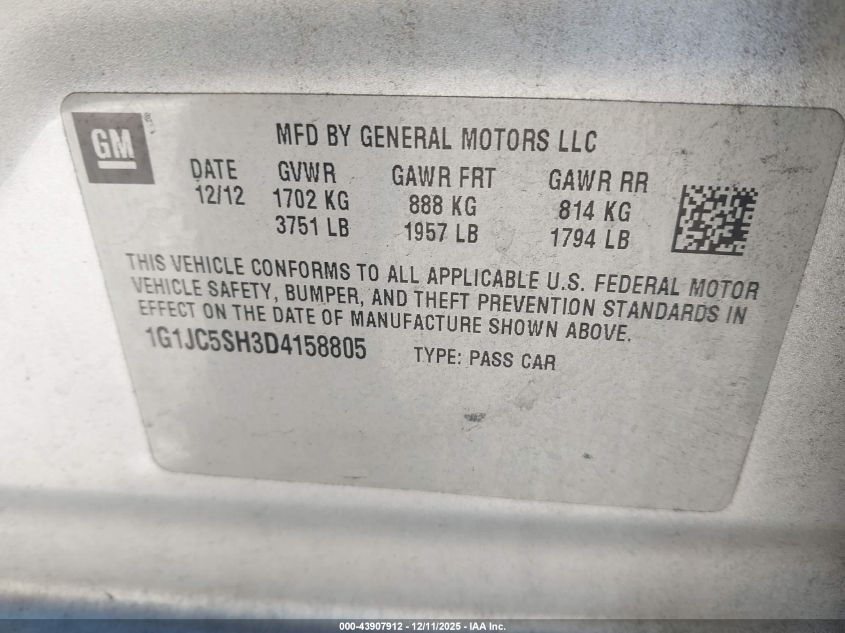 GM
MFD BY GENERAL MOTORS LLC
DATE GVWR GAWR FRT GAWR RR
12/12 1702 KG 888 KG 814 KG
3751 LB 1957 LB 1794 LB
THIS VEHICLE CONFORMS TO ALL APPLICABLE U.S. FEDERAL MOTOR
VEHICLE SAFETY, BUMPER, AND THEFT PREVENTION STANDARDS IN
EFFECT ON THE DATE OF MANUFACTURE SHOWN ABOVE.
1G1JC5SH3D4158805 TYPE: PASS CAR
000-43907912 - 12/11/2025 - IAA Inc.